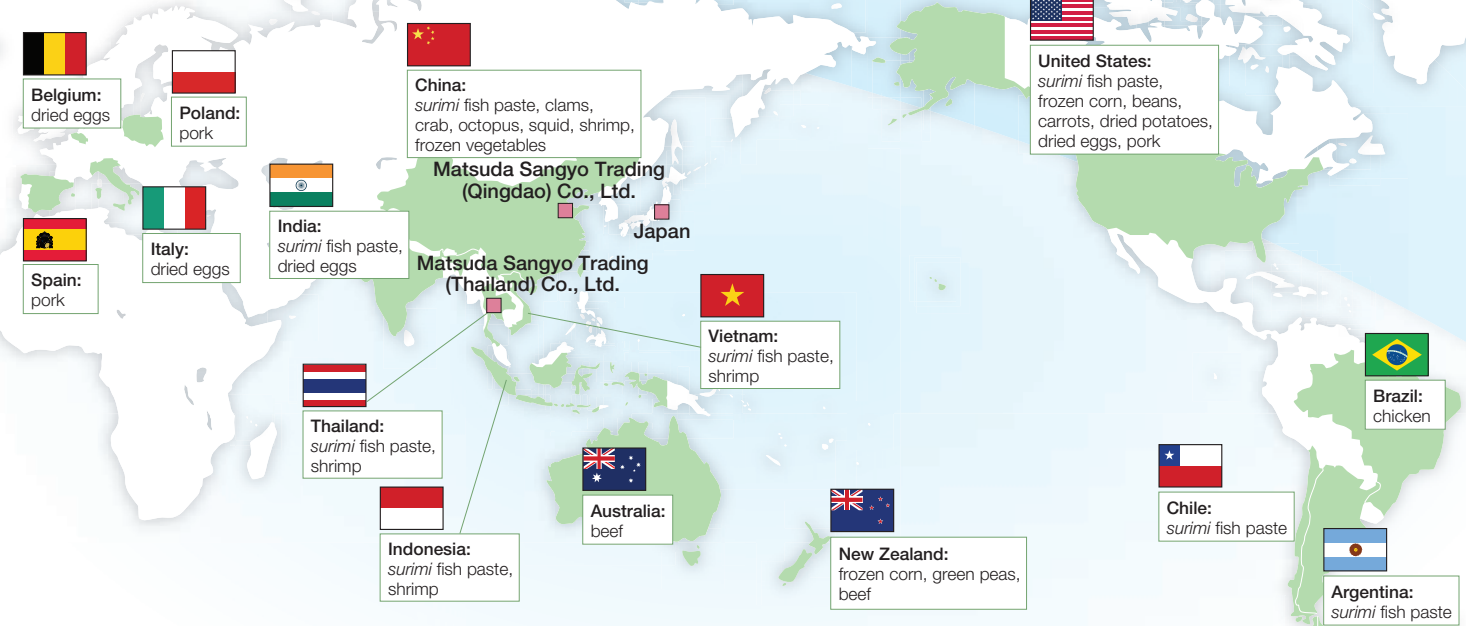 Belgium:
dried eggs
Poland:
pork
Spain:
pork
Italy:
dried eggs
India:
surimi fish paste,
dried eggs
China:
surimi fish paste, clams,
crab, octopus, squid, shrimp,
frozen vegetables
Matsuda Sangyo Trading
(Qingdao) Co., Ltd.
Japan
Matsuda Sangyo Trading
(Thailand) Co., Ltd.
Vietnam:
surimi fish paste,
shrimp
Thailand:
surimi fish paste,
shrimp
Indonesia:
surimi fish paste,
shrimp
Australia:
beef
New Zealand:
frozen corn, green peas,
beef
United States:
surimi fish paste,
frozen corn, beans,
carrots, dried potatoes,
dried eggs, pork
Brazil:
chicken
Chile:
surimi fish paste
Argentina:
surimi fish paste